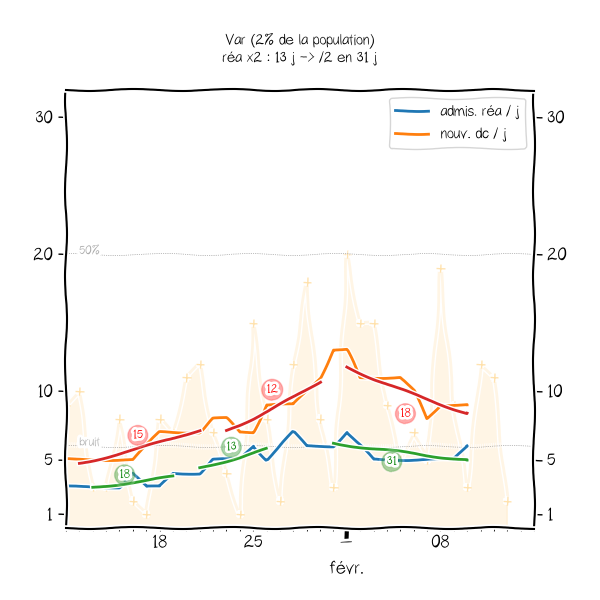 Var (2% de la population)
réa x2 : 13 j -> /2 en 31 j
admis. réa / j
nouv. dc / j
30 30
50%
20 20
12
10 10
15 18
bruit 13
5 5
18 31
1 1
18 25 1 08
févr.